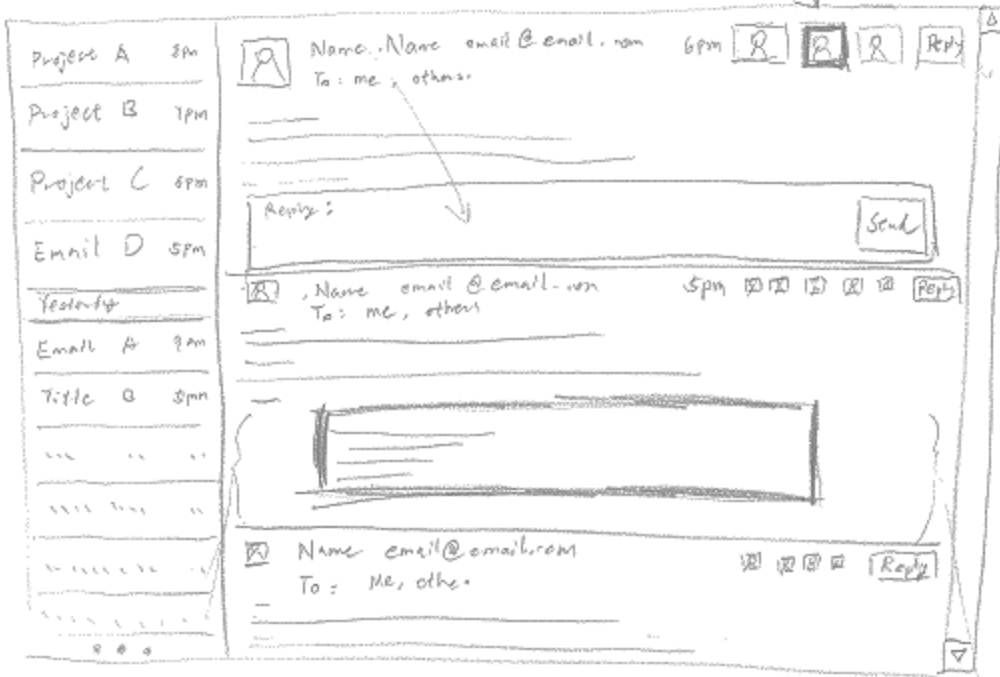 Project A 8pm
Project B 7pm
Project C 6pm
Email D 5pm
Yesterday
Email A 9am
Title B 5pm
Name, Name email@email.com 6pm Reply
To: me, others.
Reply:
Send
Name email@email.com 5pm Reply
To: me, others
Name email@email.com Reply
To: Me, othe.